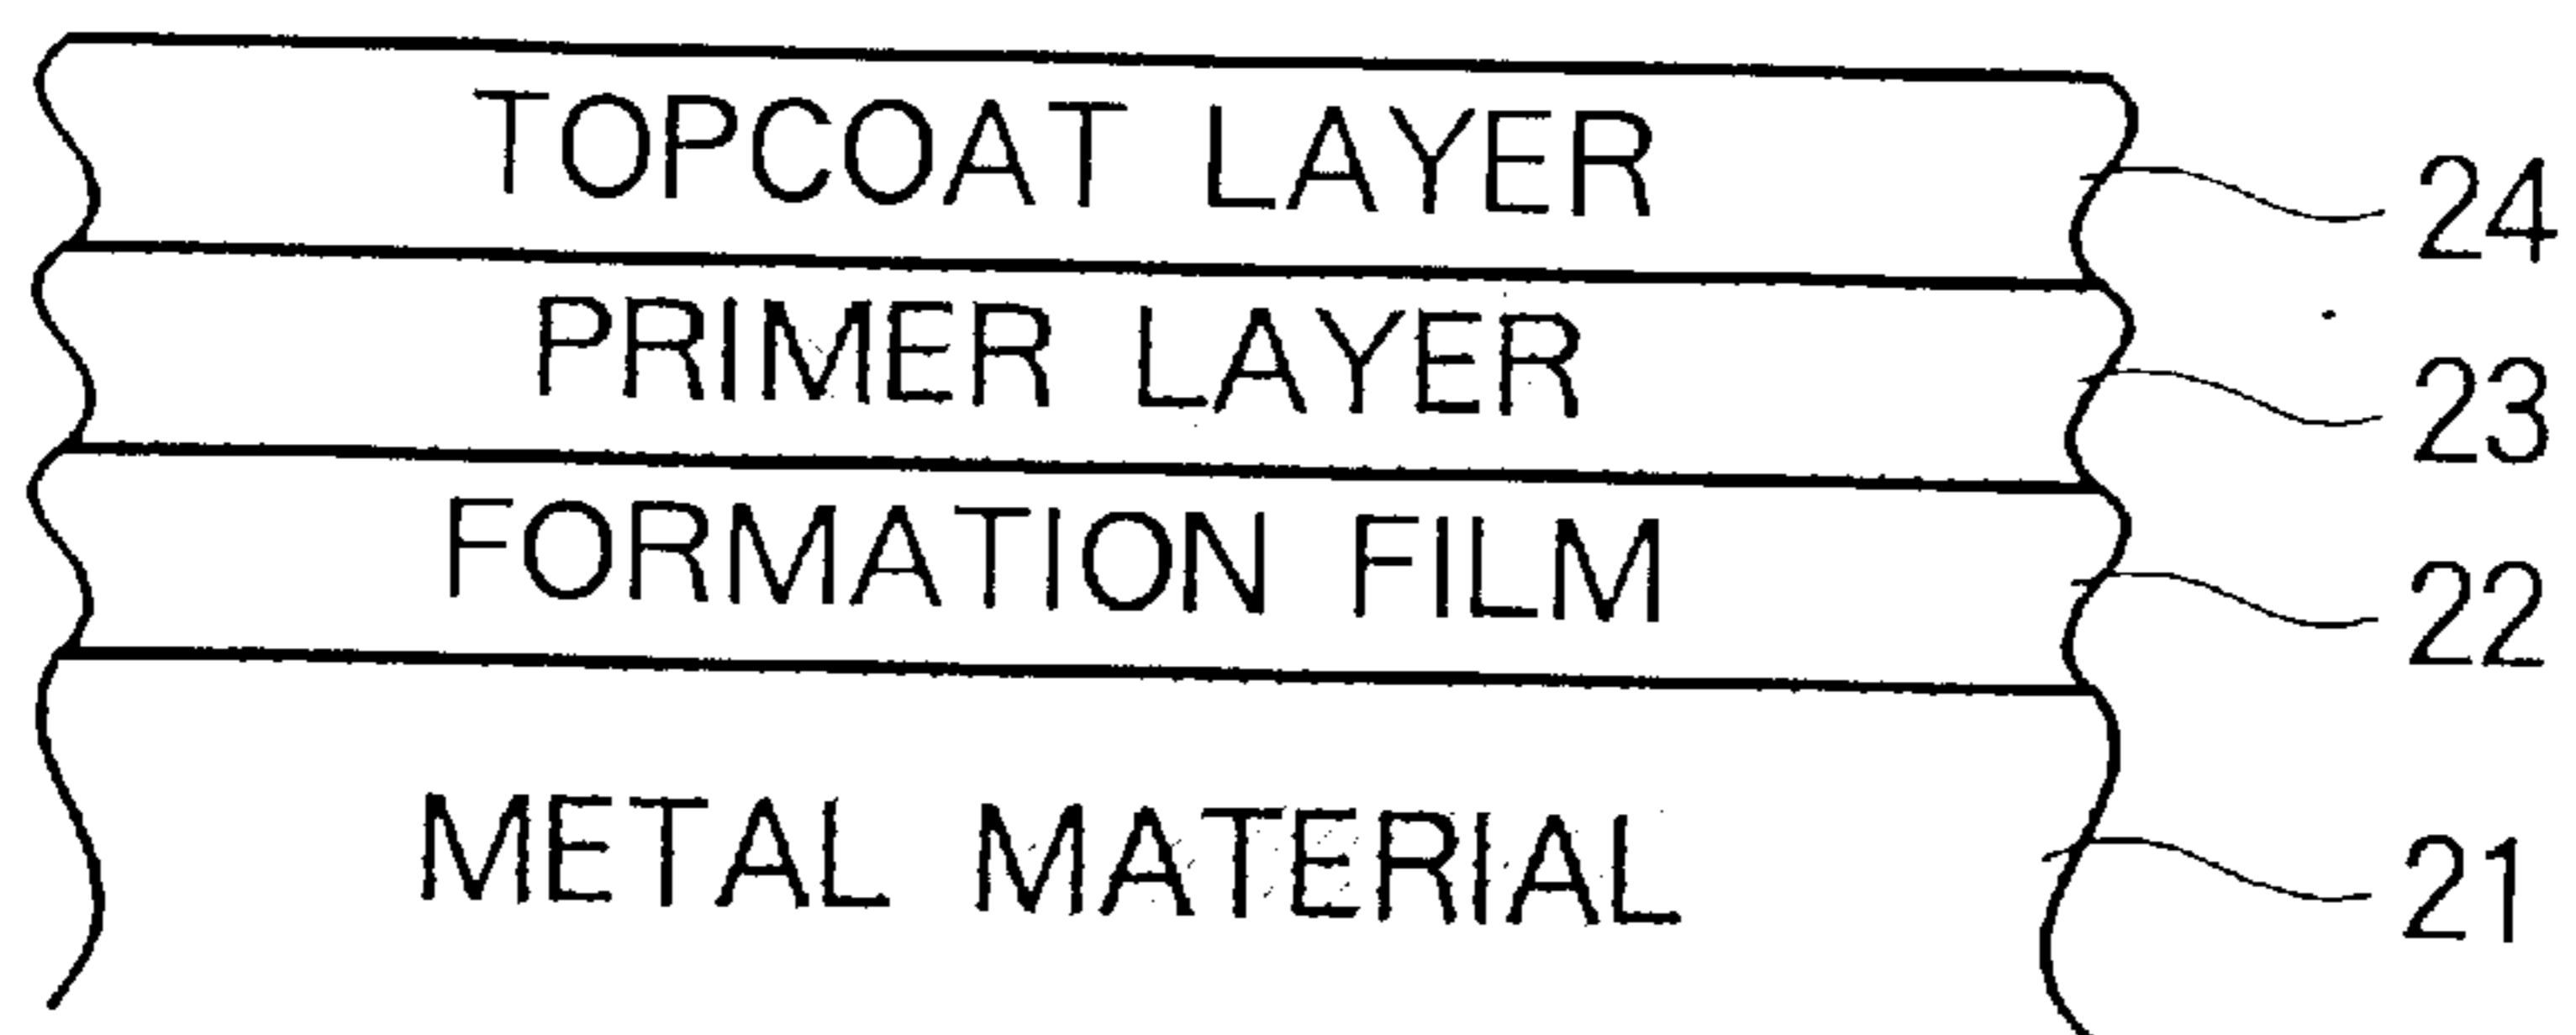 TOPCOAT LAYER 24
PRIMER LAYER 23
FORMATION FILM 22
METAL MATERIAL 21